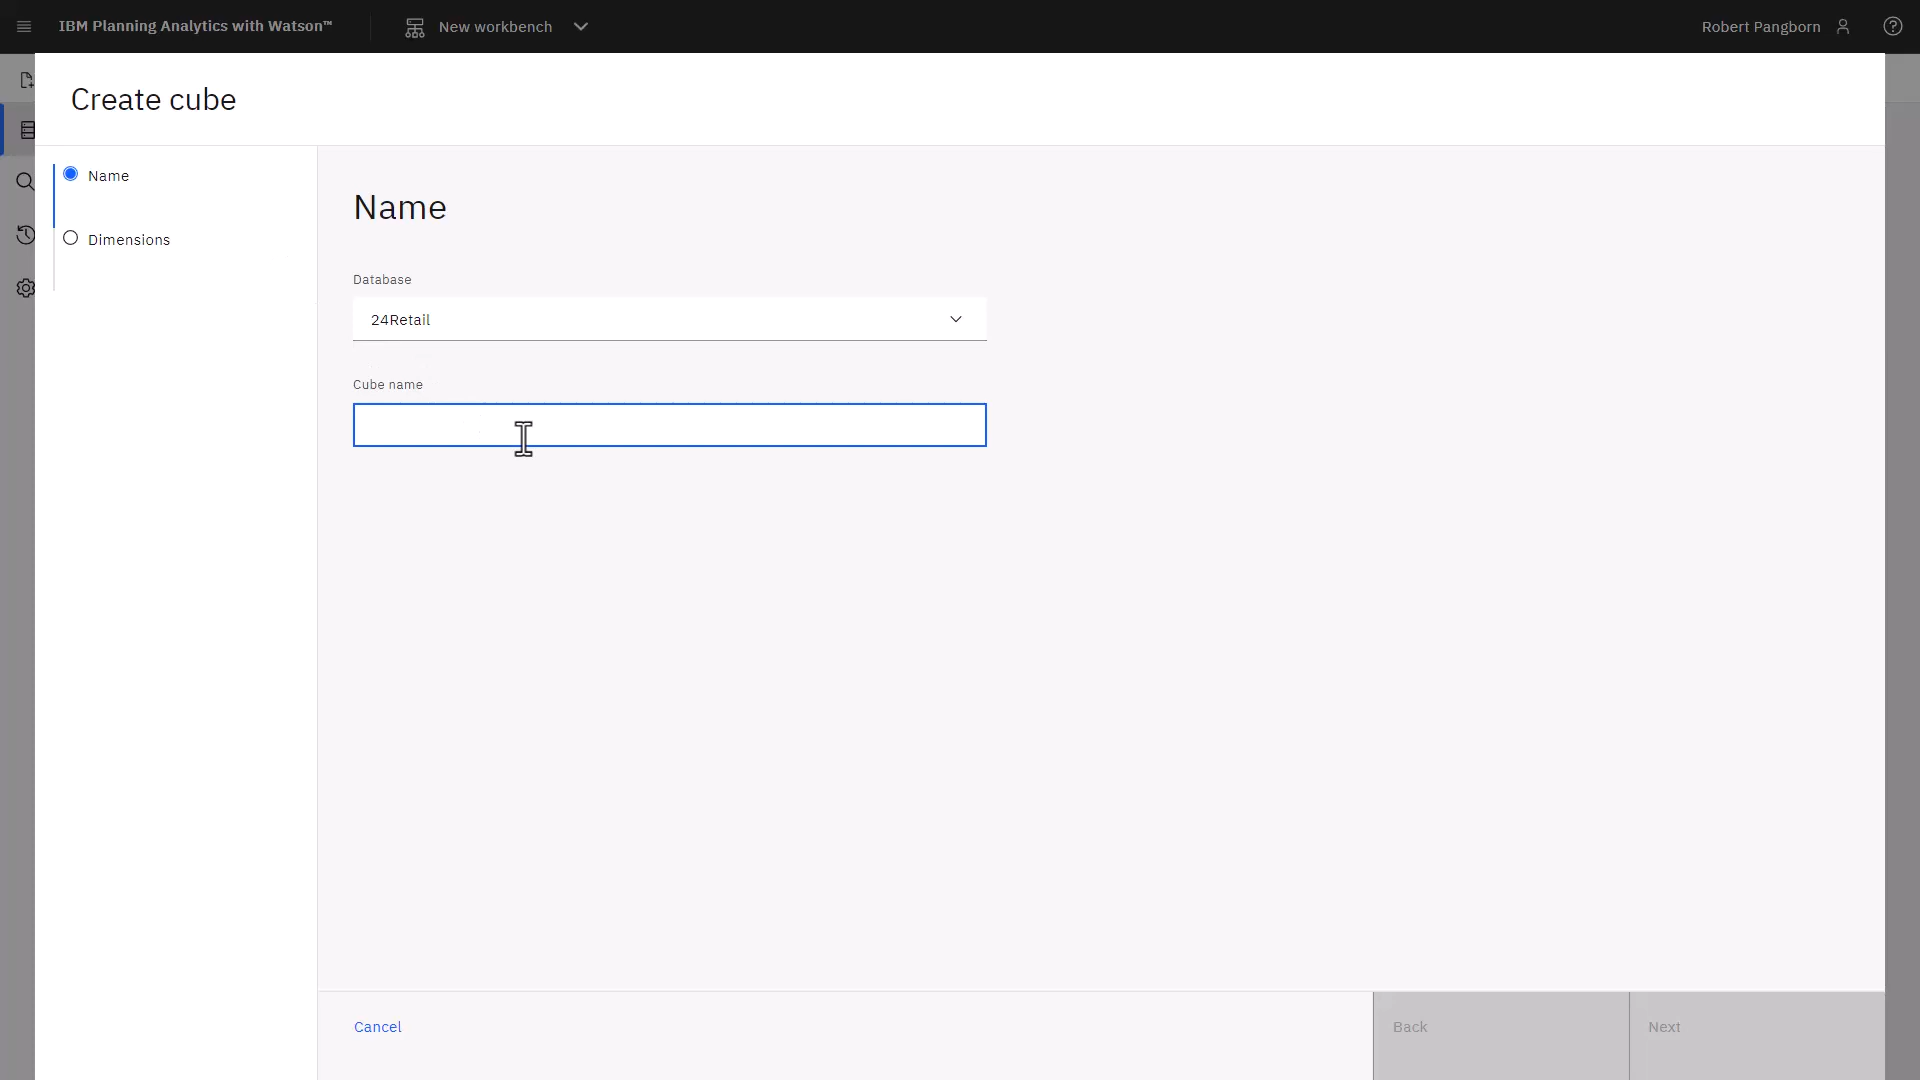 IBM Planning Analytics with Watson™
New workbench
Robert Pangborn
Create cube
Name
Dimensions
Name
Database
24Retail
Cube name
Cancel
Back
Next